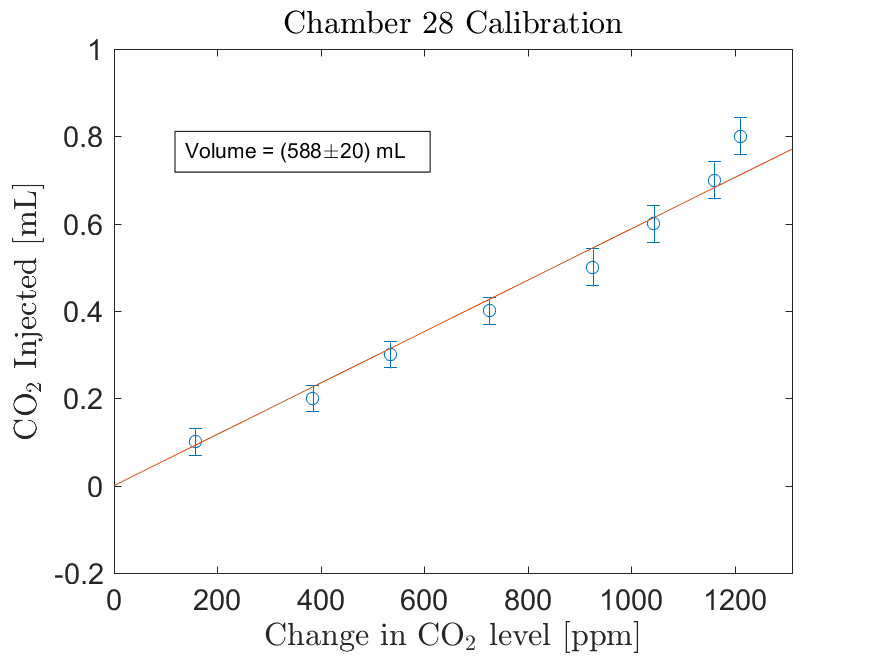 Chamber 28 Calibration
1
0.8
0.6
0.4
0.2
0
-0.2
CO₂ Injected [mL]
Volume = (588±20) mL
0 200 400 600 800 1000 1200
Change in CO₂ level [ppm]